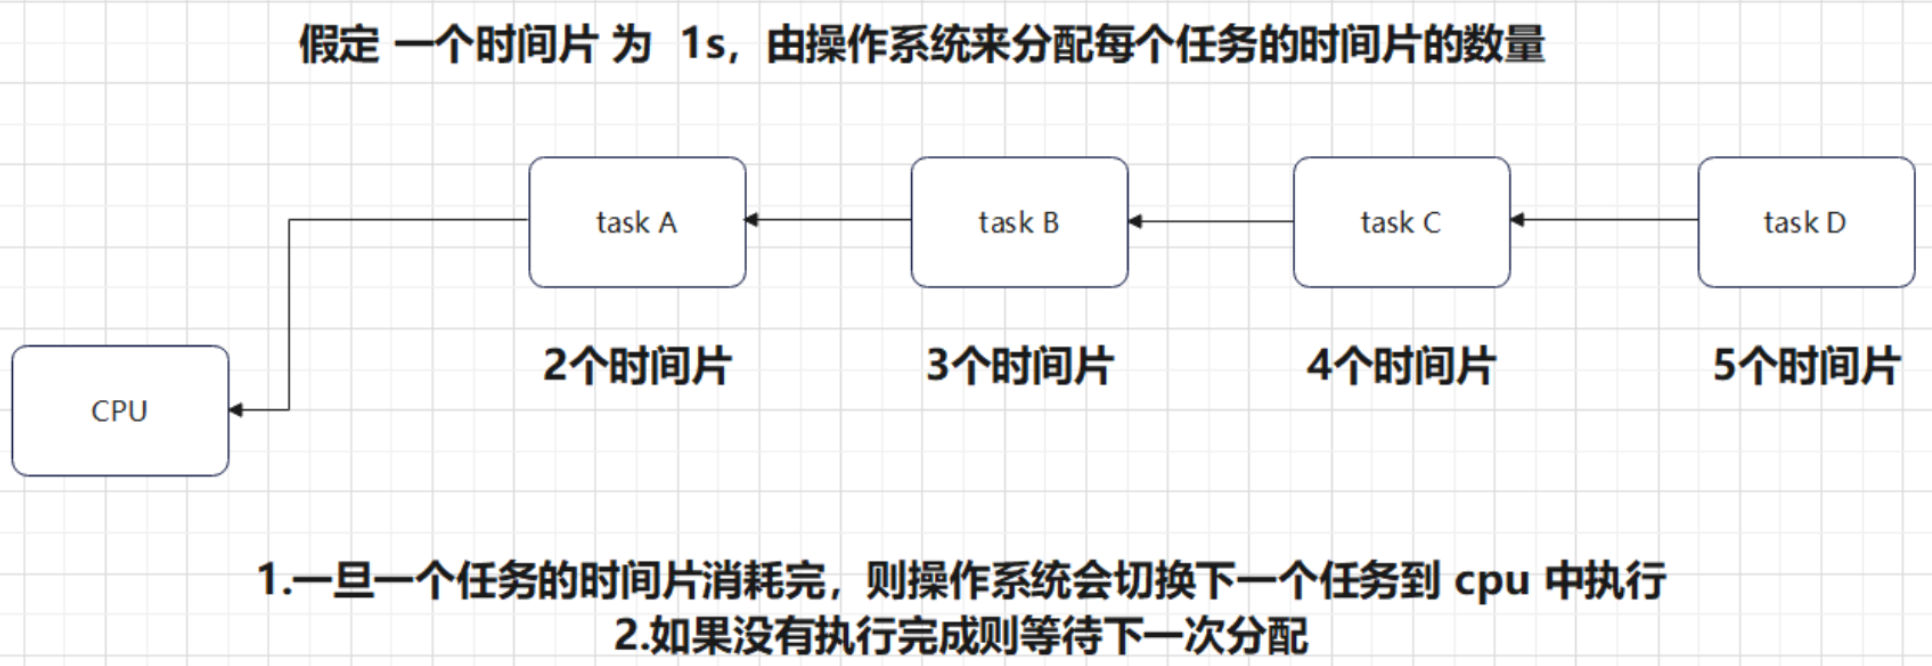 假定 一个时间片 为 1s，由操作系统来分配每个任务的时间片的数量
task A
task B
task C
task D
2个时间片
3个时间片
4个时间片
5个时间片
CPU
1.一旦一个任务的时间片消耗完，则操作系统会切换下一个任务到 cpu 中执行
2.如果没有执行完成则等待下一次分配